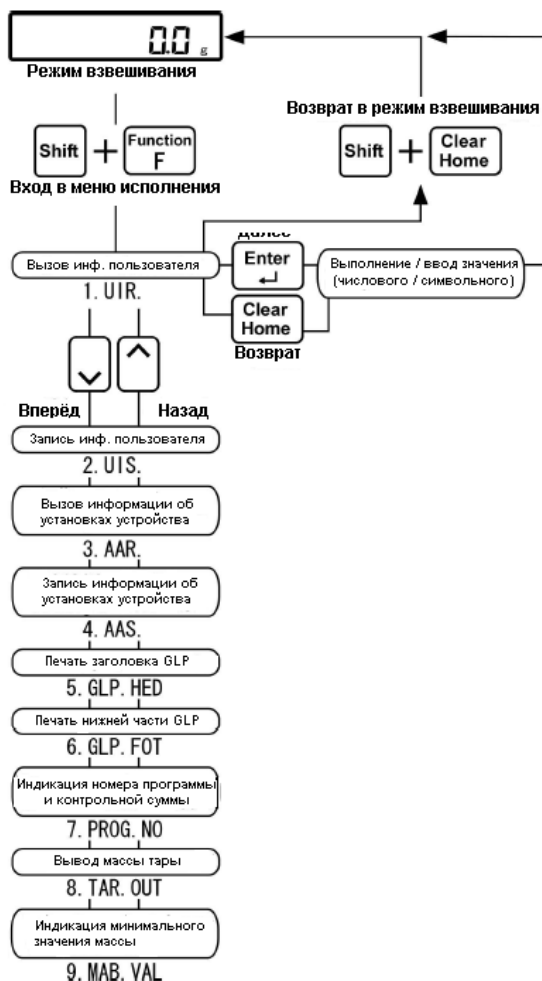 0.0 g
Режим взвешивания
Возврат в режим взвешивания
Shift + Function F
Shift + Clear Home
Вход в меню исполнения
Далее
Вызов инф. пользователя
Enter
Выполнение / ввод значения
(числового / символьного)
1. UIR.
Clear
Home
Возврат
Вперёд Назад
Запись инф. пользователя
2. UIS.
Вызов информации об
установках устройства
3. AAR.
Запись информации об
установках устройства
4. AAS.
Печать заголовка GLP
5. GLP. HED
Печать нижней части GLP
6. GLP. FOT
Индикация номера программы
и контрольной суммы
7. PROG. NO
Вывод массы тары
8. TAR. OUT
Индикация минимального
значения массы
9. MAB. VAL